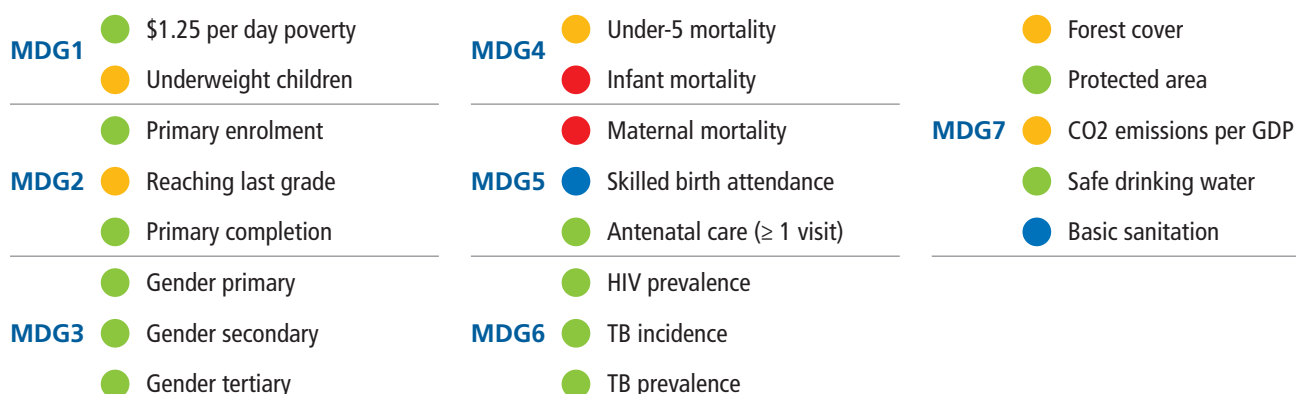 MDG1
$1.25 per day poverty
Underweight children
MDG2
Primary enrolment
Reaching last grade
Primary completion
MDG3
Gender primary
Gender secondary
Gender tertiary
MDG4
Under-5 mortality
Infant mortality
MDG5
Maternal mortality
Skilled birth attendance
Antenatal care (≥ 1 visit)
MDG6
HIV prevalence
TB incidence
TB prevalence
MDG7
Forest cover
Protected area
CO2 emissions per GDP
Safe drinking water
Basic sanitation